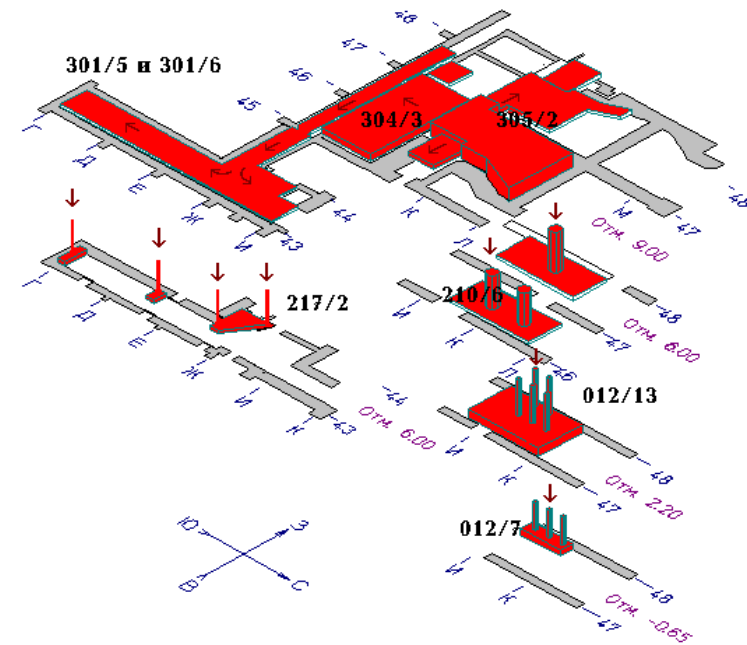 48
47
46
45
301/5 и 301/6
304/3
305/2
Г
Д
Е
Ж
И
43
44
К
Л
М
47
48
ОТМ. 9.00
Г
Д
Е
Ж
И
К
43
44
217/2
ОТМ. 6.00
210/6
И
К
Л
46
47
48
ОТМ. 6.00
012/13
И
К
47
48
ОТМ. 2.20
012/7
И
К
47
48
ОТМ. -0.65
Ю
З
В
С